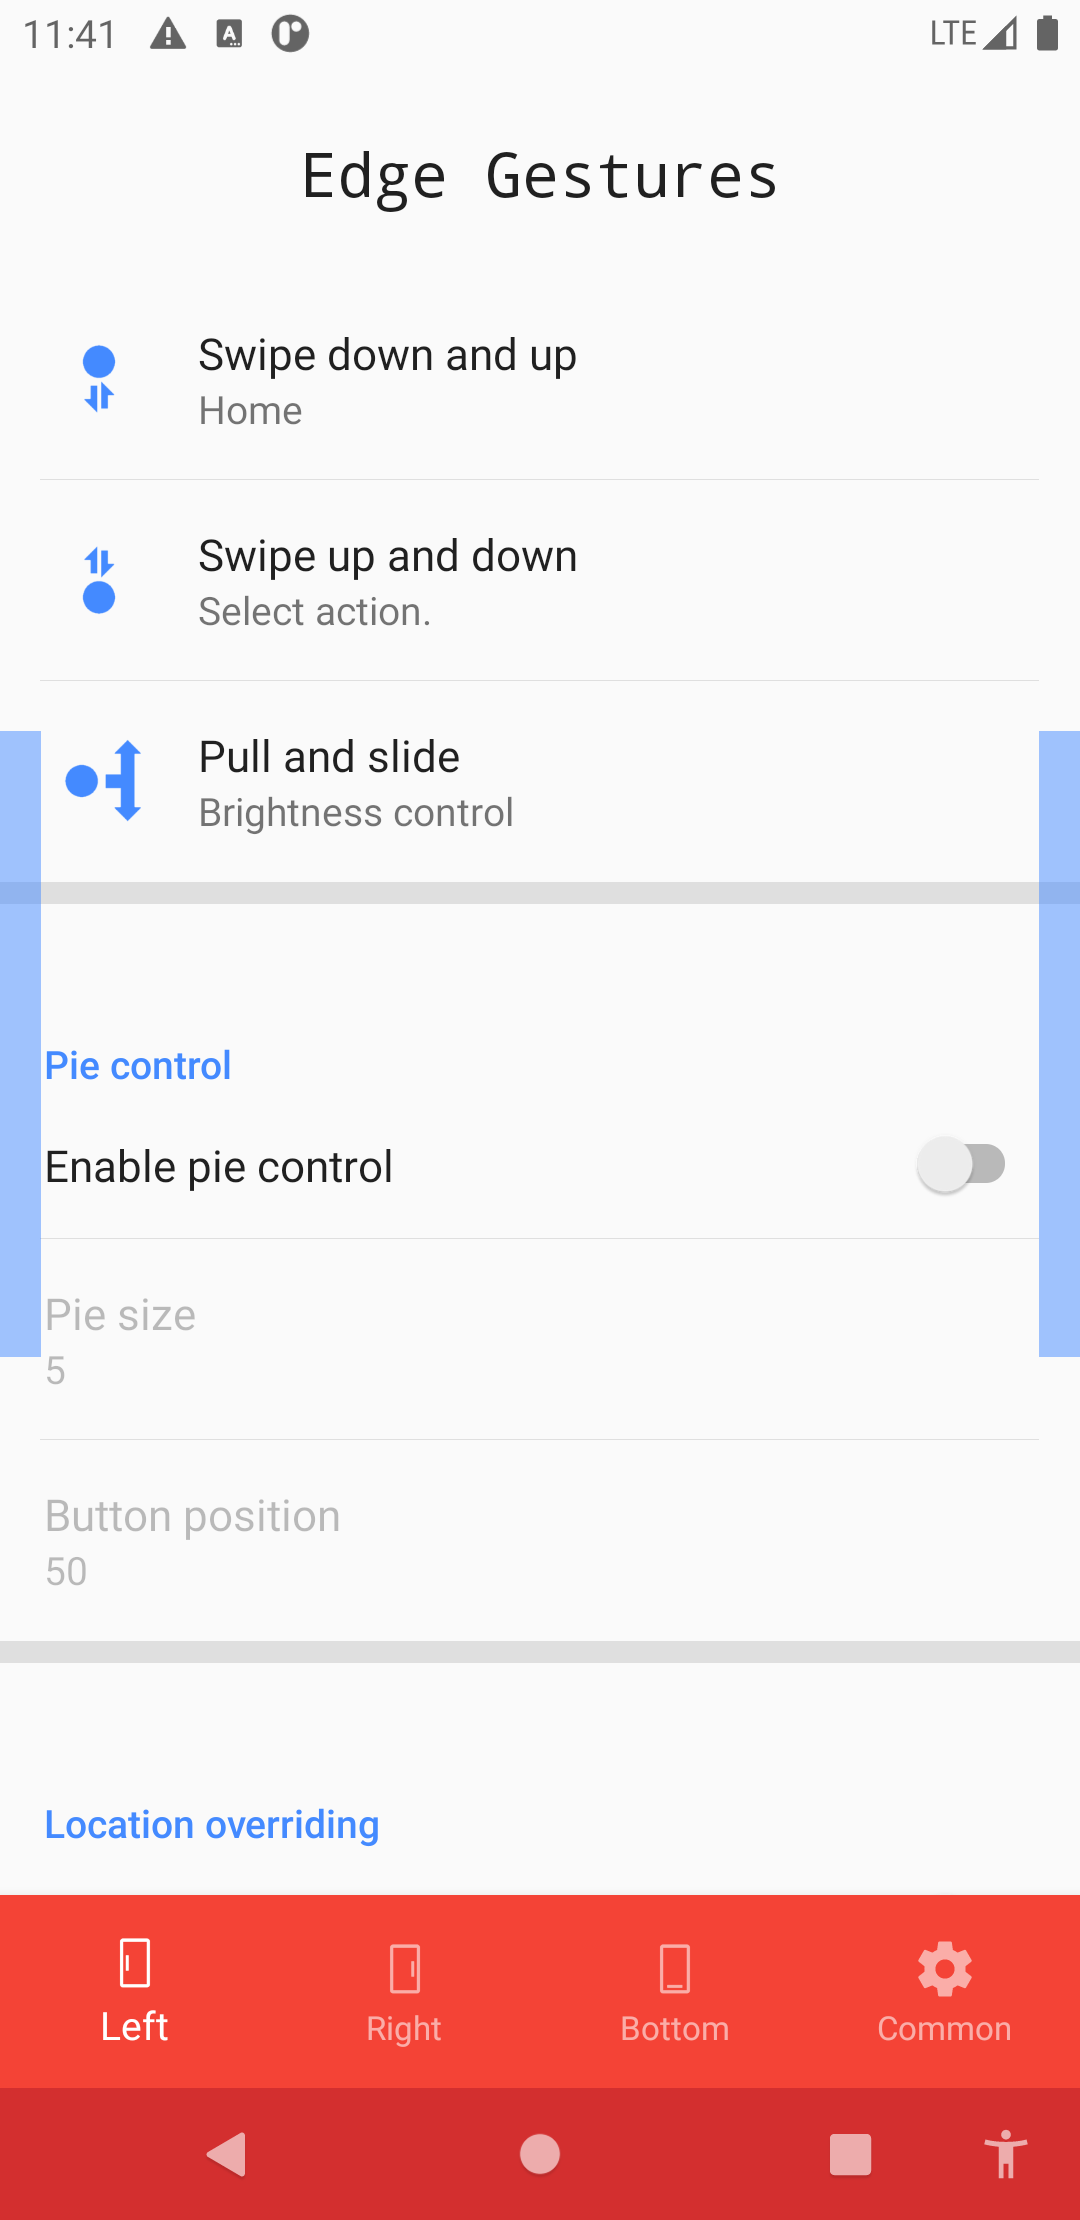 11:41
LTE
Edge Gestures
Swipe down and up
Home
Swipe up and down
Select action.
Pull and slide
Brightness control
Pie control
Enable pie control
Pie size
5
Button position
50
Location overriding
Left
Right
Bottom
Common